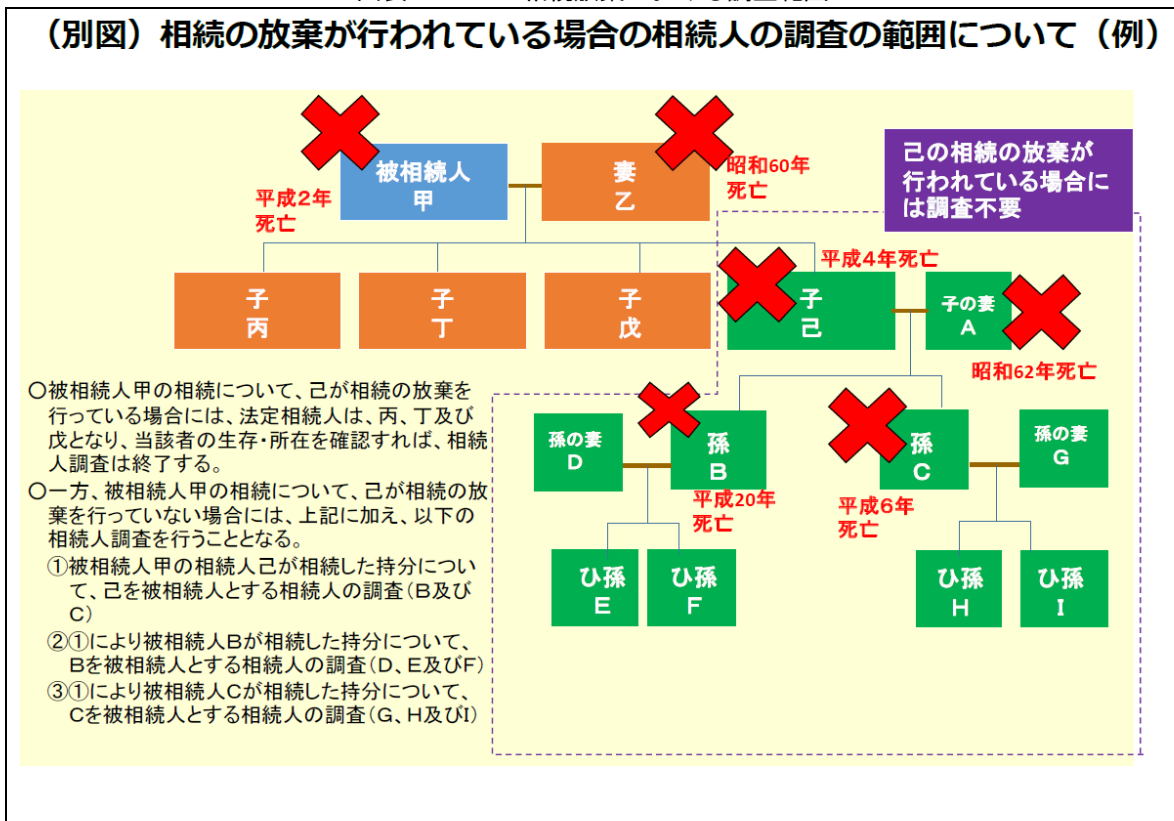 （別図）相続の放棄が行われている場合の相続人の調査の範囲について（例）
己の相続の放棄が
行われている場合に
は調査不要
被相続人
甲
妻
乙
昭和60年
死亡
平成２年
死亡
平成４年死亡
子
丙
子
丁
子
戊
子
己
子の妻
A
昭和62年死亡
〇被相続人甲の相続について、己が相続の放棄を
行っている場合には、法定相続人は、丙、丁及び
戊となり、当該者の生存・所在を確認すれば、相続
人調査は終了する。
〇一方、被相続人甲の相続について、己が相続の放
棄を行っていない場合には、上記に加え、以下の
相続人調査を行うこととなる。
①被相続人甲の相続人己が相続した持分につい
て、己を被相続人とする相続人の調査（B及び
C）
②①により被相続人Bが相続した持分について、
Bを被相続人とする相続人の調査（D、E及びF）
③①により被相続人Cが相続した持分について、
Cを被相続人とする相続人の調査（G、H及びI）
孫の妻
D
孫
B
孫
C
孫の妻
G
平成20年
死亡
平成６年
死亡
ひ孫
E
ひ孫
F
ひ孫
H
ひ孫
I